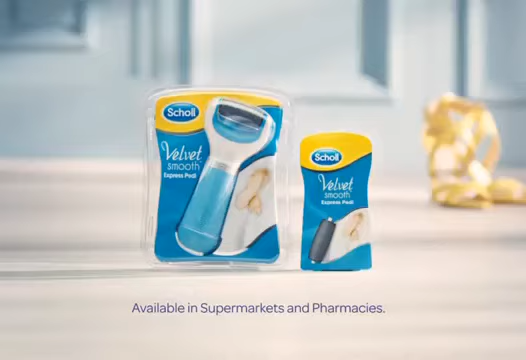 Scholl
Velvet
SMOOTH
Express Pedi
Scholl
Velvet
SMOOTH
Express Pedi
Available in Supermarkets and Pharmacies.